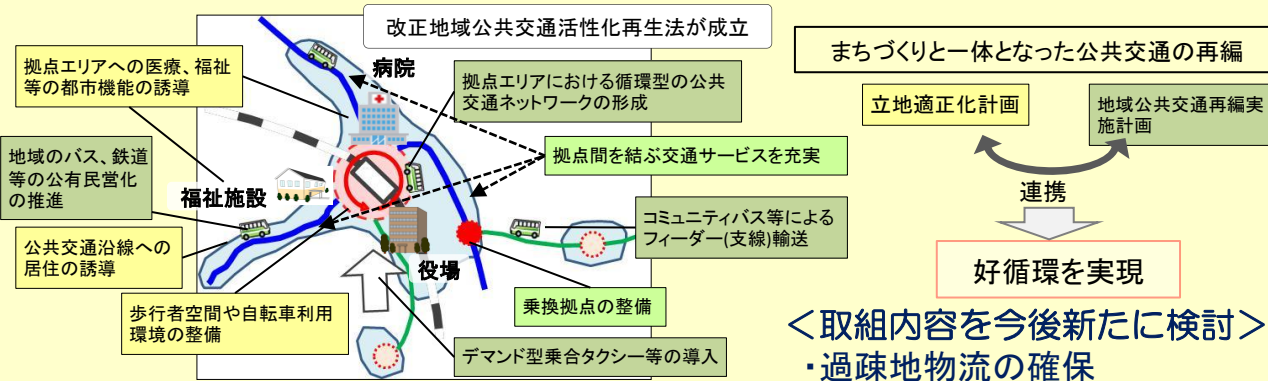 改正地域公共交通活性化再生法が成立
拠点エリアへの医療、福祉
等の都市機能の誘導
病院
拠点エリアにおける循環型の公共
交通ネットワークの形成
地域のバス、鉄道
等の公有民営化
の推進
福祉施設
拠点間を結ぶ交通サービスを充実
公共交通沿線への
居住の誘導
コミュニティバス等による
フィーダー(支線)輸送
役場
歩行者空間や自転車利用
環境の整備
乗換拠点の整備
デマンド型乗合タクシー等の導入
まちづくりと一体となった公共交通の再編
立地適正化計画
地域公共交通再編実
施計画
連携
好循環を実現
＜取組内容を今後新たに検討＞
・過疎地物流の確保